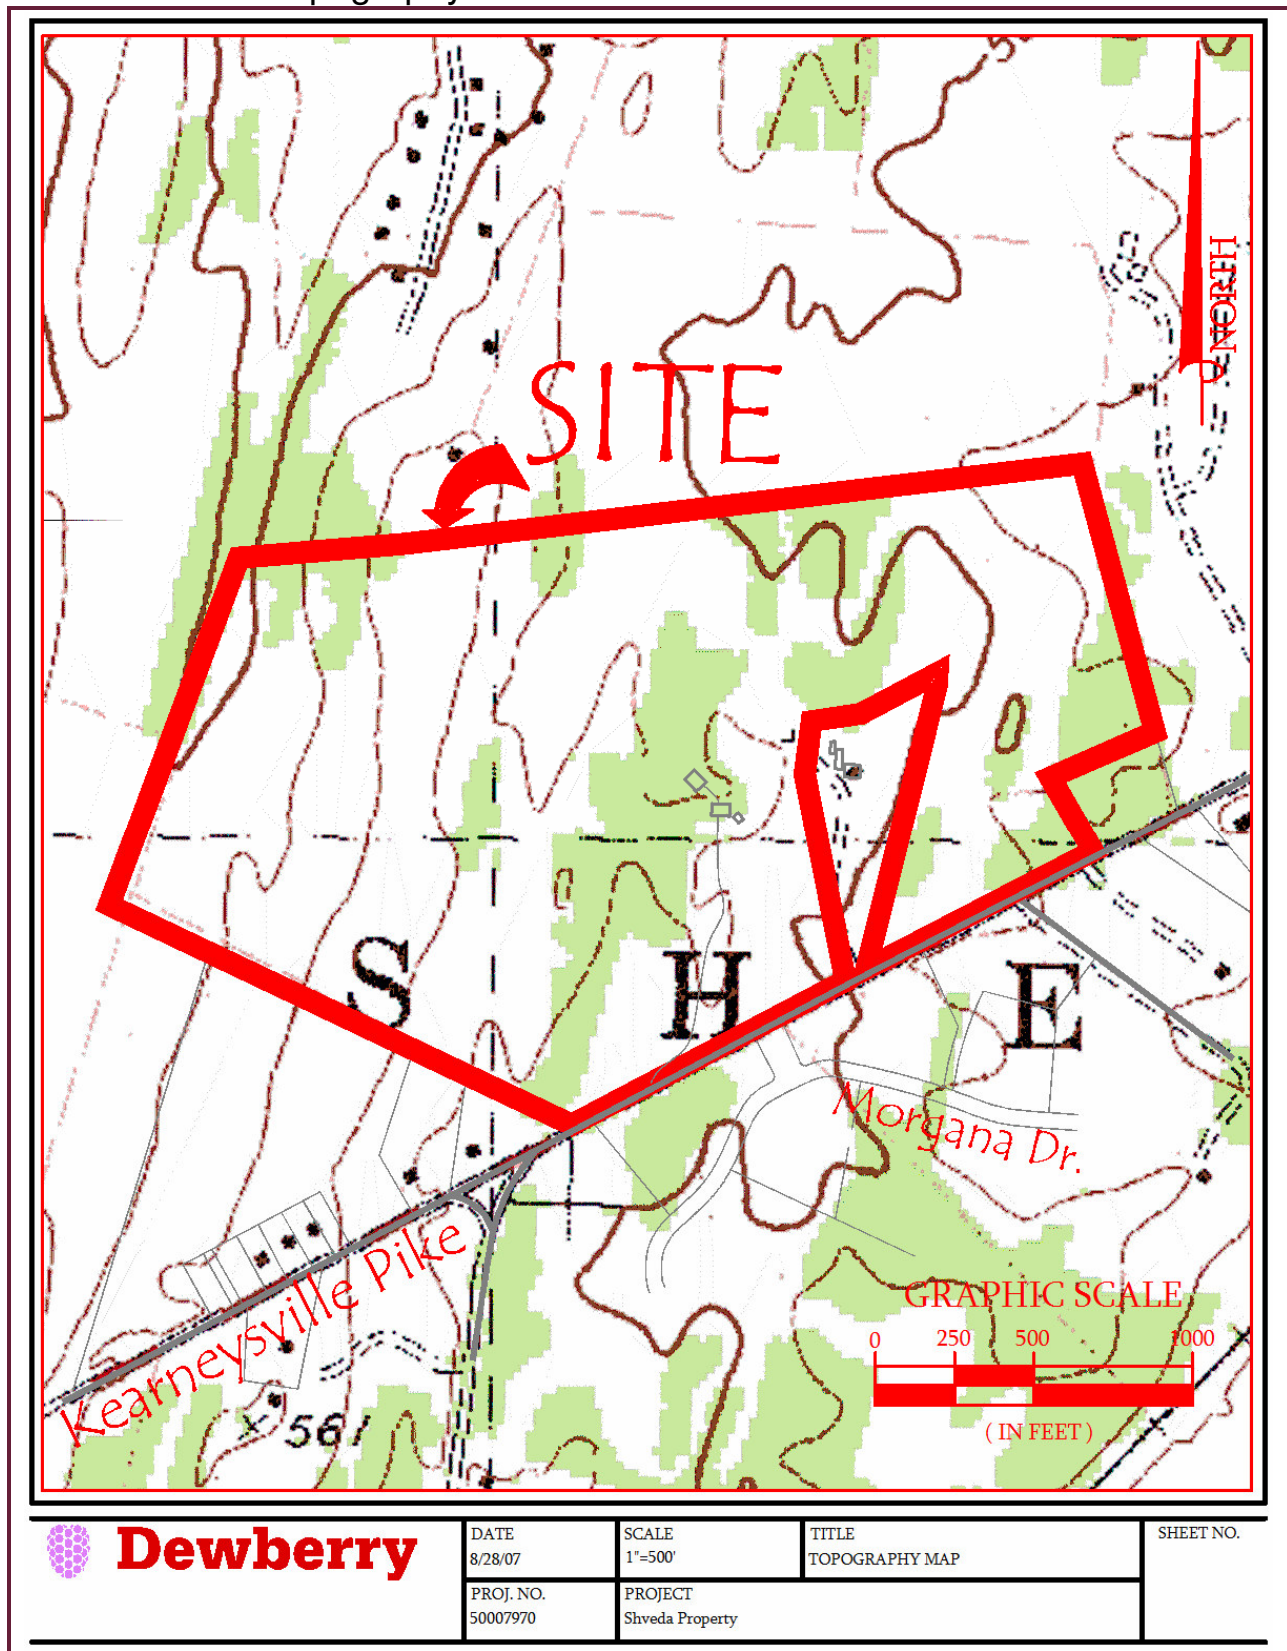 NORTH
SITE
S H E
Morgana Dr.
Kearneysville Pike
GRAPHIC SCALE
0 250 500 1000
( IN FEET )
561
Dewberry
DATE
8/28/07
SCALE
1"=500'
TITLE
TOPOGRAPHY MAP
SHEET NO.
PROJ. NO.
50007970
PROJECT
Shveda Property